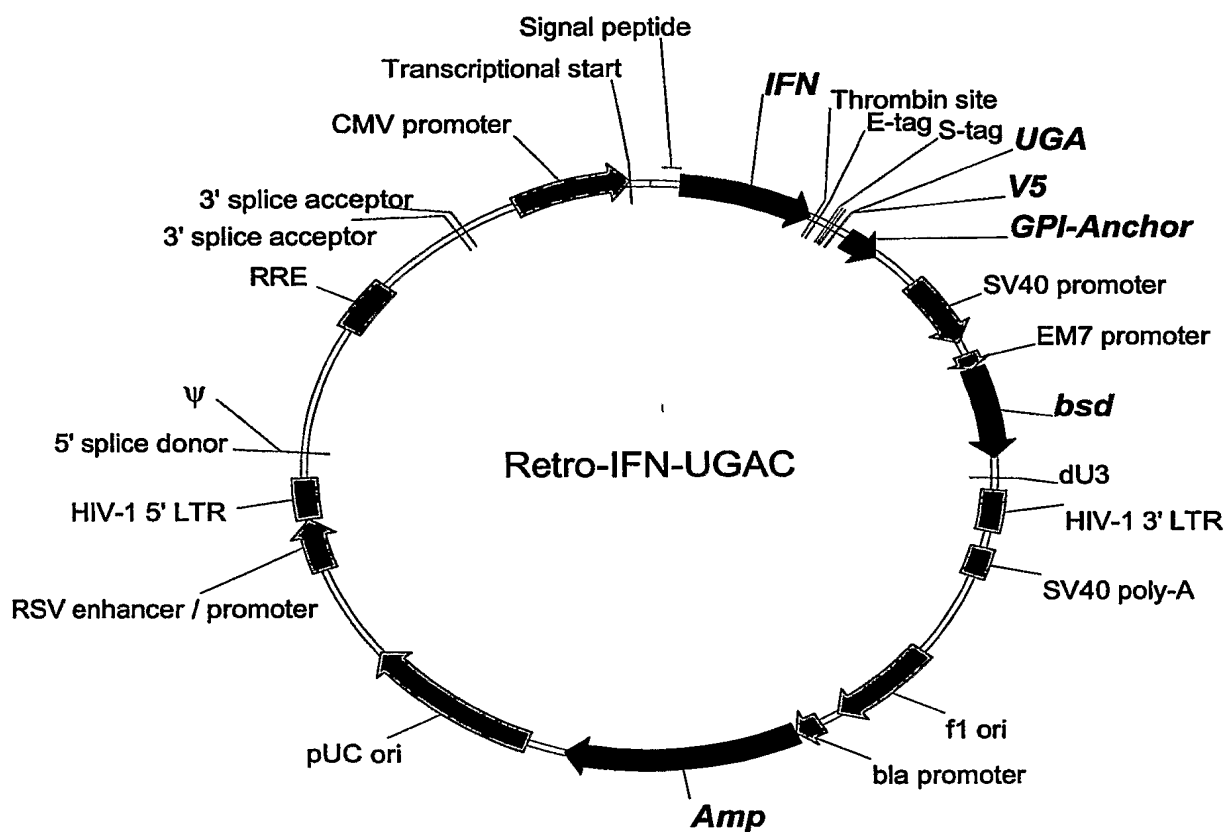 Signal peptide
Transcriptional start
IFN
Thrombin site
CMV promoter
E-tag
S-tag
UGA
V5
3' splice acceptor
3' splice acceptor
GPI-Anchor
RRE
SV40 promoter
EM7 promoter
ψ
bsd
5' splice donor
Retro-IFN-UGAC
dU3
HIV-1 5' LTR
HIV-1 3' LTR
RSV enhancer / promoter
SV40 poly-A
pUC ori
f1 ori
bla promoter
Amp